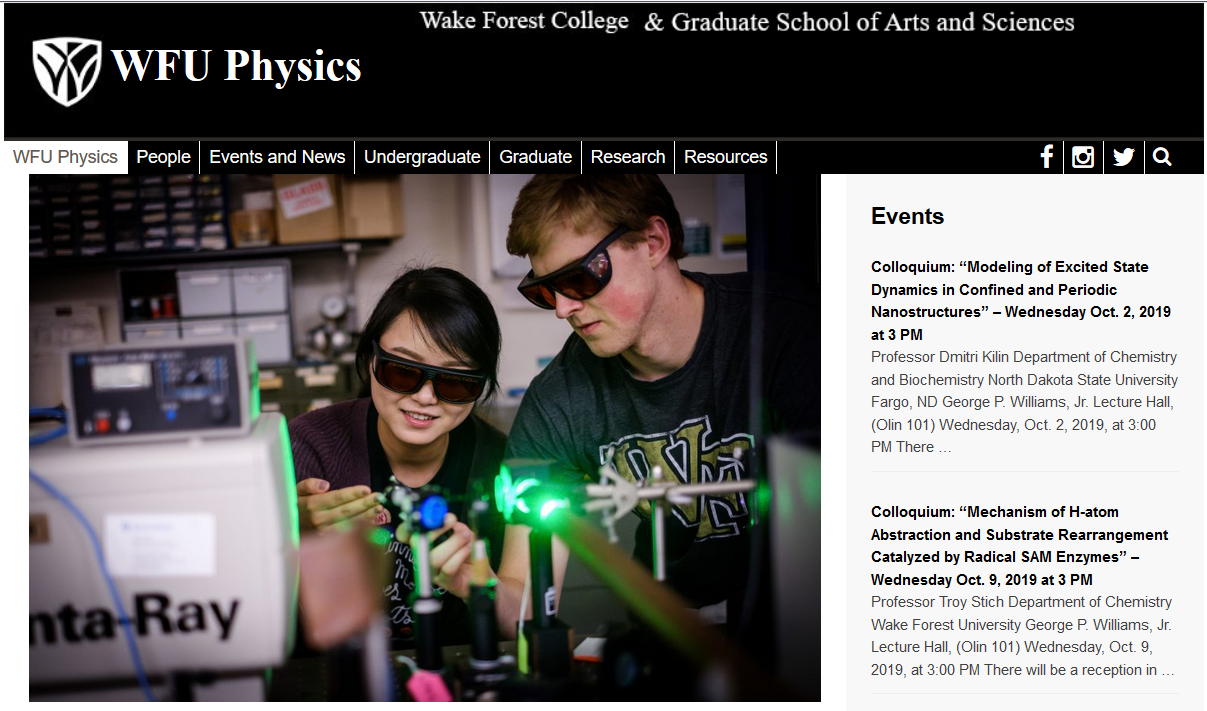 Wake Forest College & Graduate School of Arts and Sciences
WFU Physics
WFU Physics People Events and News Undergraduate Graduate Research Resources
Events
Colloquium: “Modeling of Excited State
Dynamics in Confined and Periodic
Nanostructures” – Wednesday Oct. 2, 2019
at 3 PM
Professor Dmitri Kilin Department of Chemistry
and Biochemistry North Dakota State University
Fargo, ND George P. Williams, Jr. Lecture Hall,
(Olin 101) Wednesday, Oct. 2, 2019, at 3:00
PM There …
Colloquium: “Mechanism of H-atom
Abstraction and Substrate Rearrangement
Catalyzed by Radical SAM Enzymes” –
Wednesday Oct. 9, 2019 at 3 PM
Professor Troy Stich Department of Chemistry
Wake Forest University George P. Williams, Jr.
Lecture Hall, (Olin 101) Wednesday, Oct. 9,
2019, at 3:00 PM There will be a reception in …
WF
nta-Ray